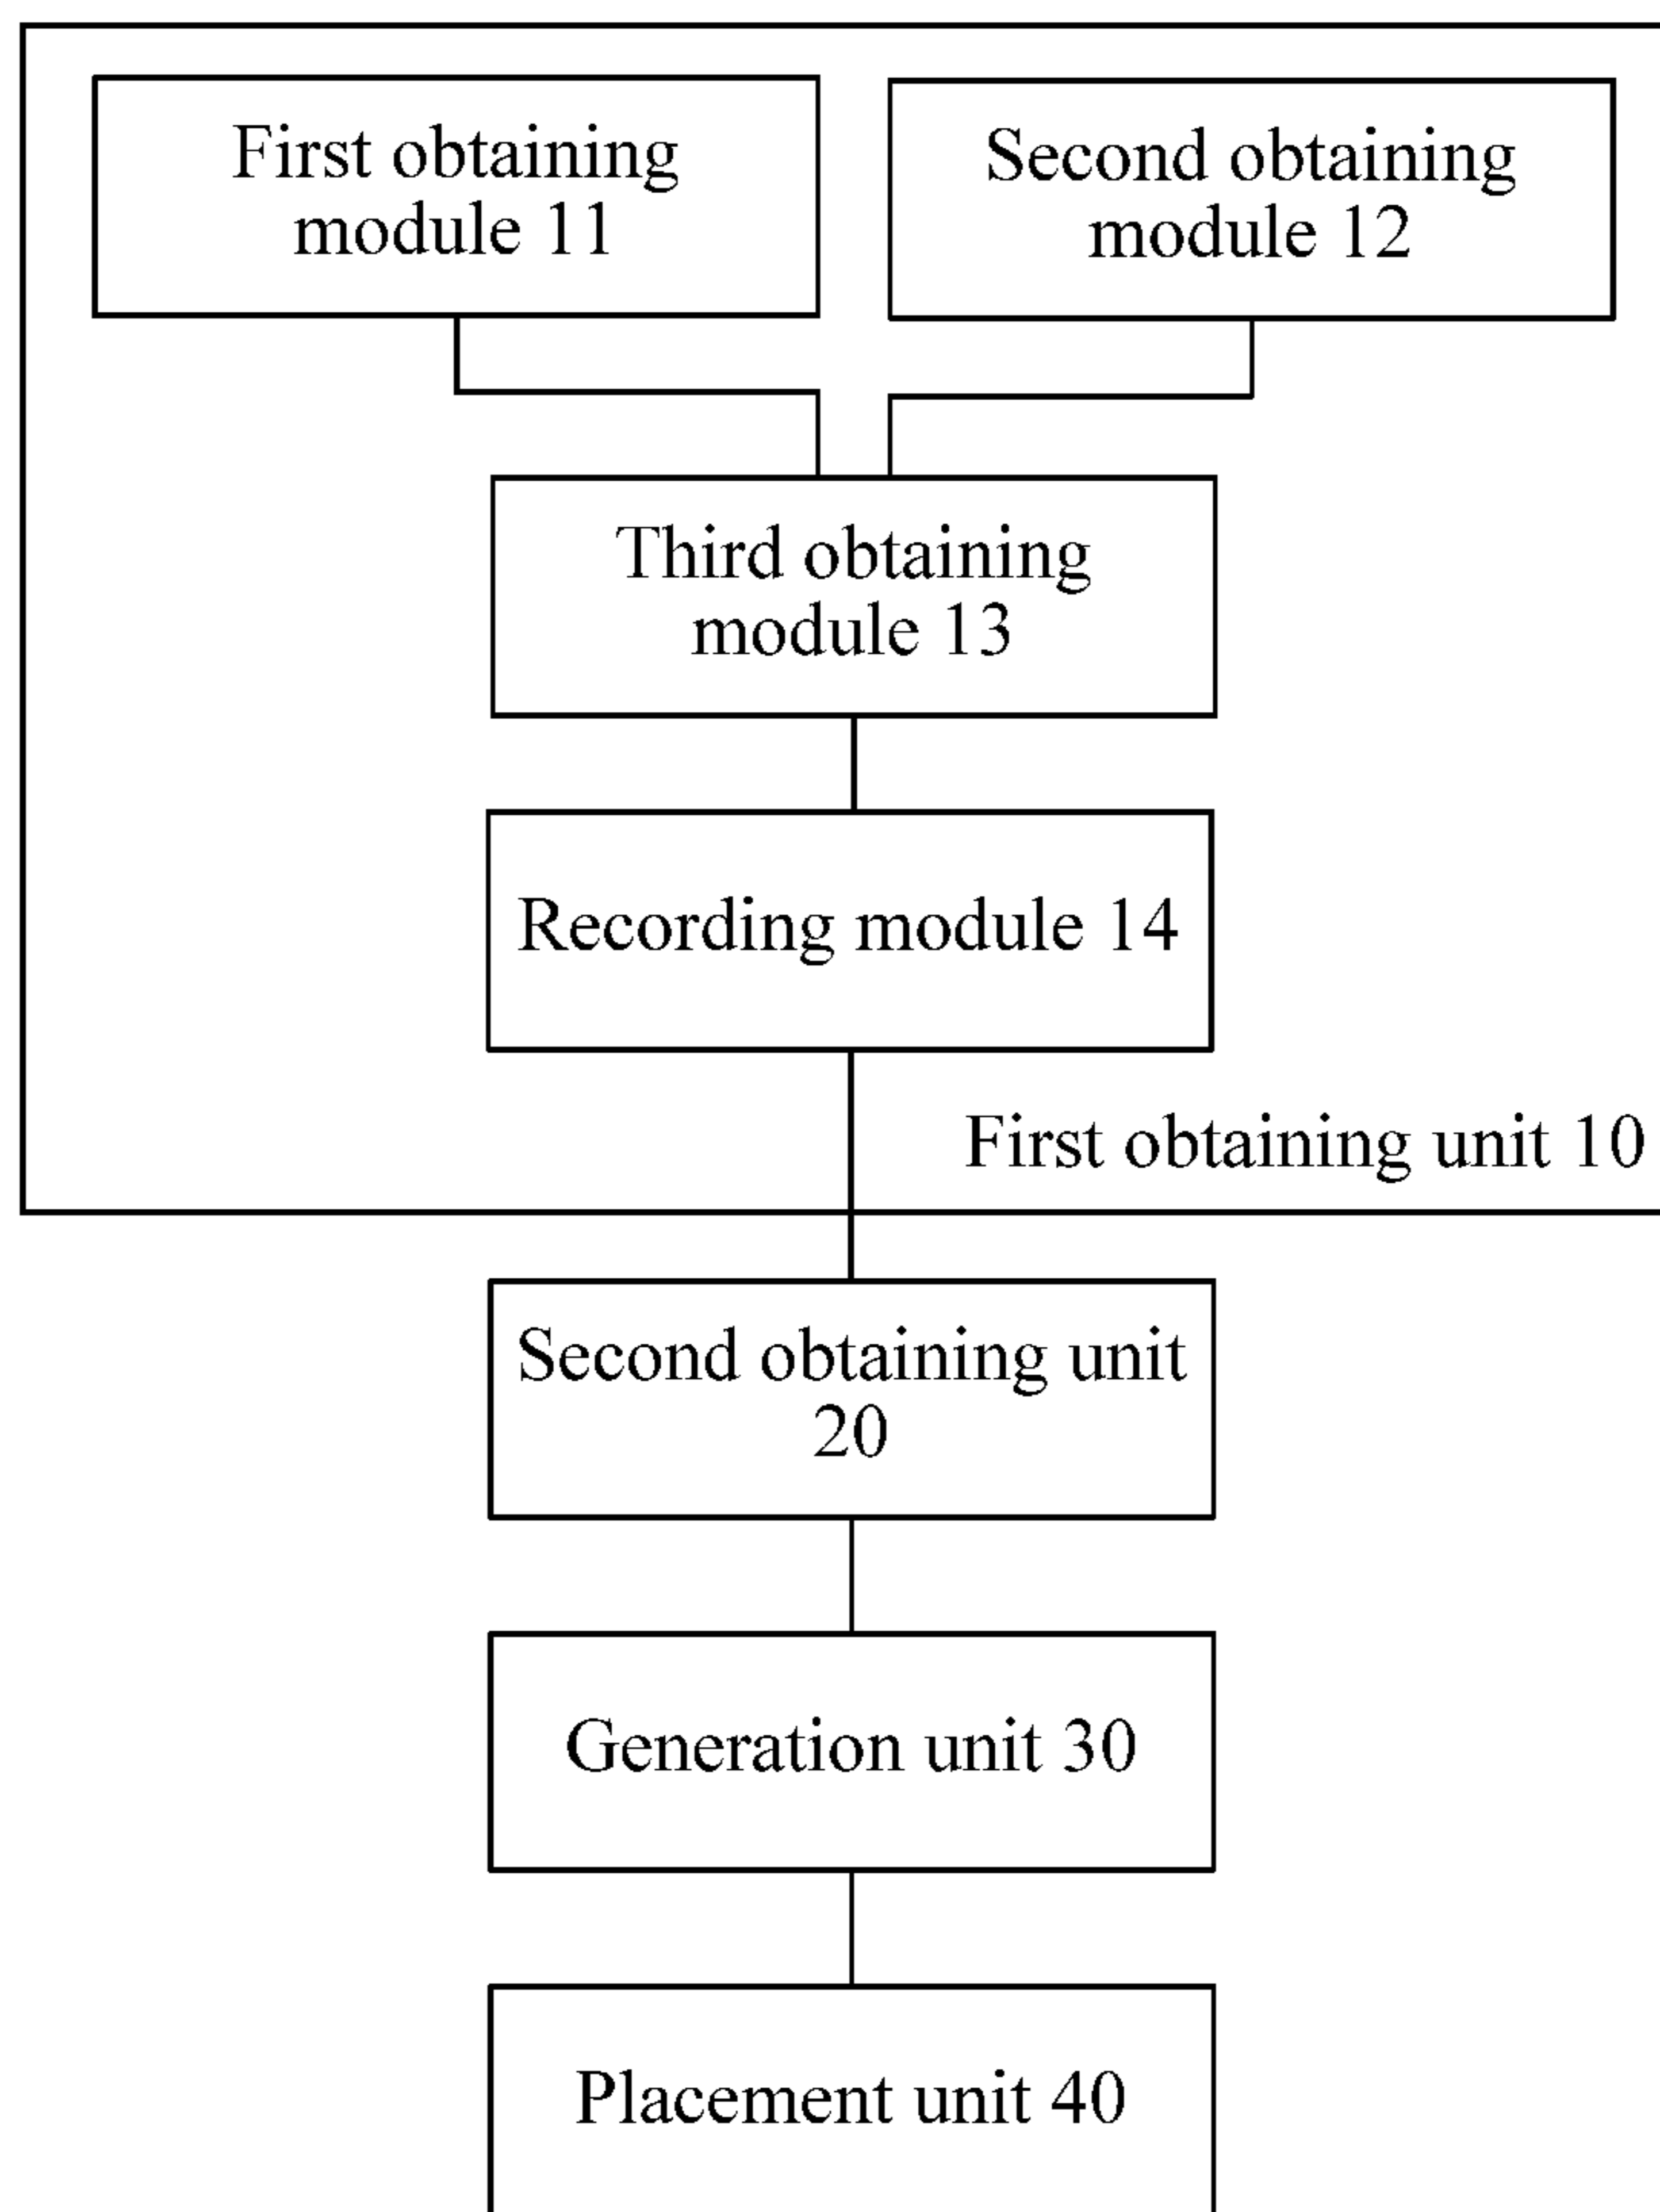 First obtaining
module 11
Second obtaining
module 12
Third obtaining
module 13
Recording module 14
First obtaining unit 10
Second obtaining unit
20
Generation unit 30
Placement unit 40